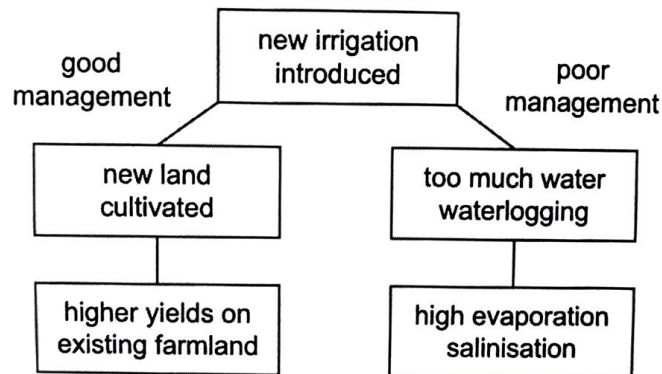 new irrigation
introduced
good
management
poor
management
new land
cultivated
too much water
waterlogging
higher yields on
existing farmland
high evaporation
salinisation